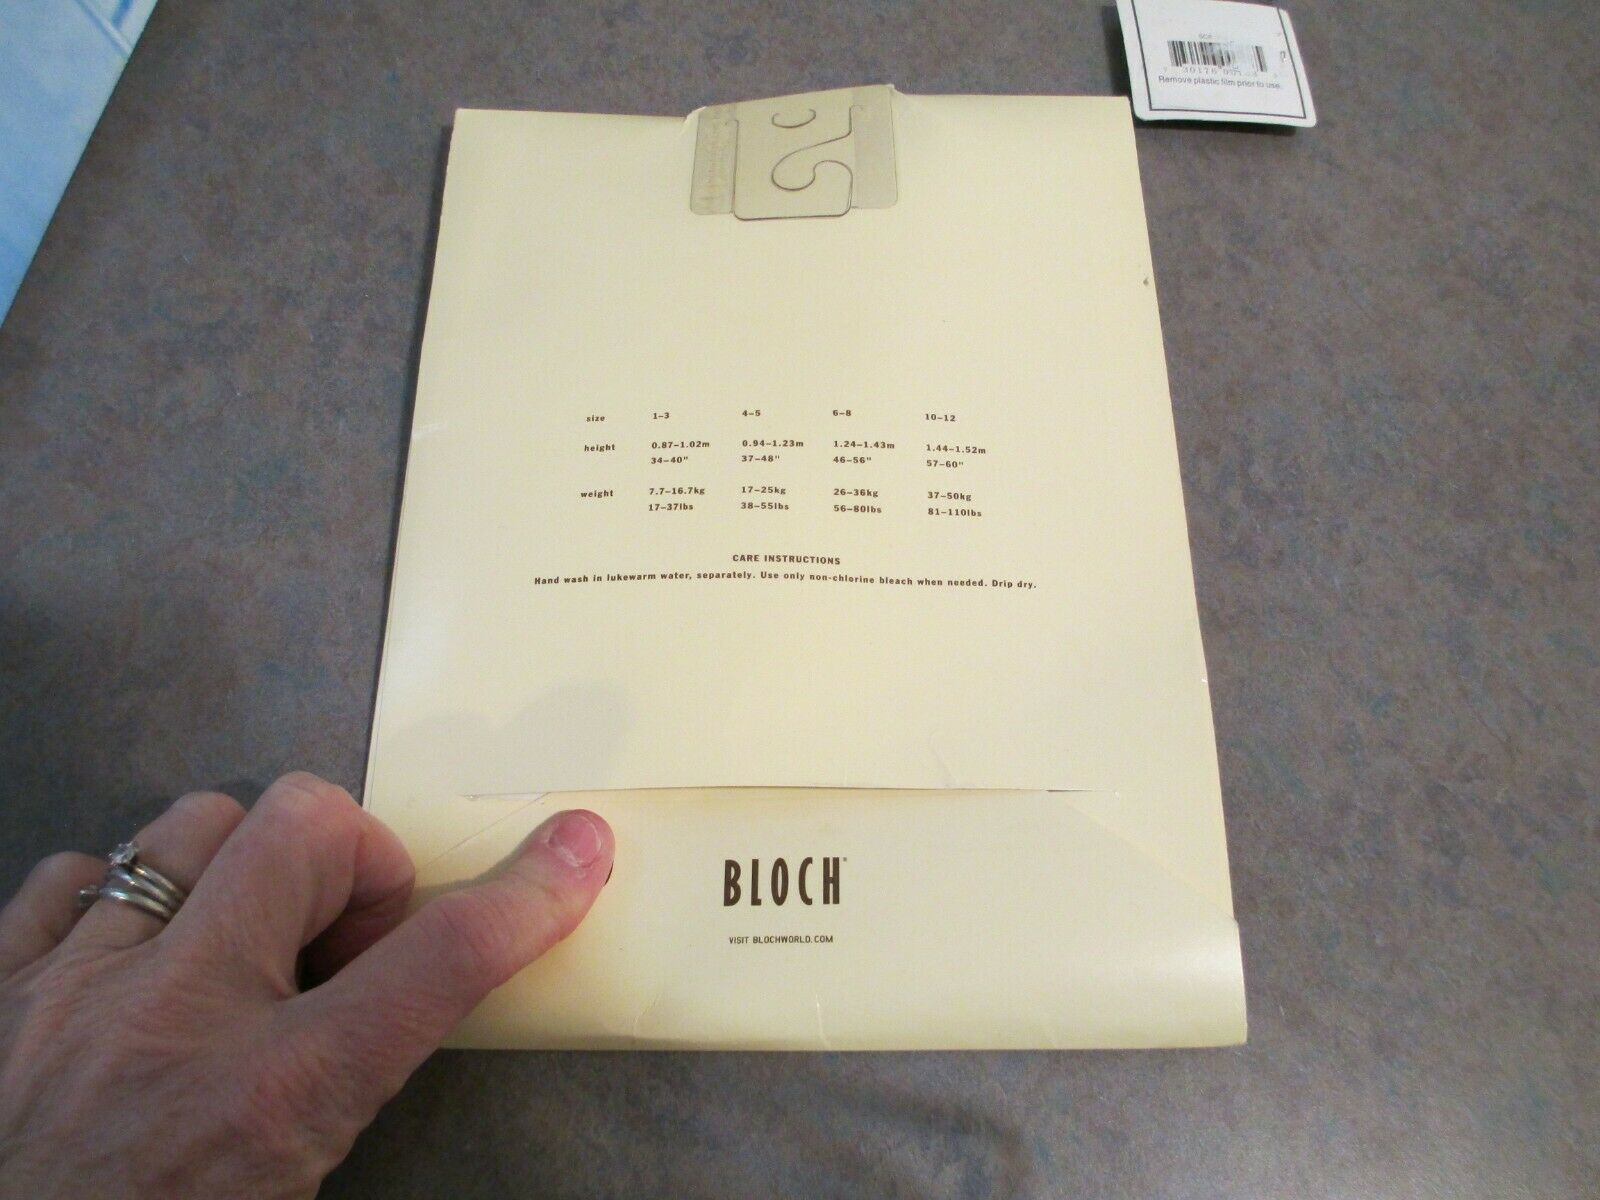 Remove plastic film prior to use.
size 1–3 4–5 6–8 10–12
height 0.87–1.02m 0.94–1.23m 1.24–1.43m 1.44–1.52m
34–40" 37–48" 46–56" 57–60"
weight 7.7–16.7kg 17–25kg 26–36kg 37–50kg
17–37lbs 38–55lbs 56–80lbs 81–110lbs
CARE INSTRUCTIONS
Hand wash in lukewarm water, separately. Use only non-chlorine bleach when needed. Drip dry.
BLOCH®
VISIT BLOCHWORLD.COM